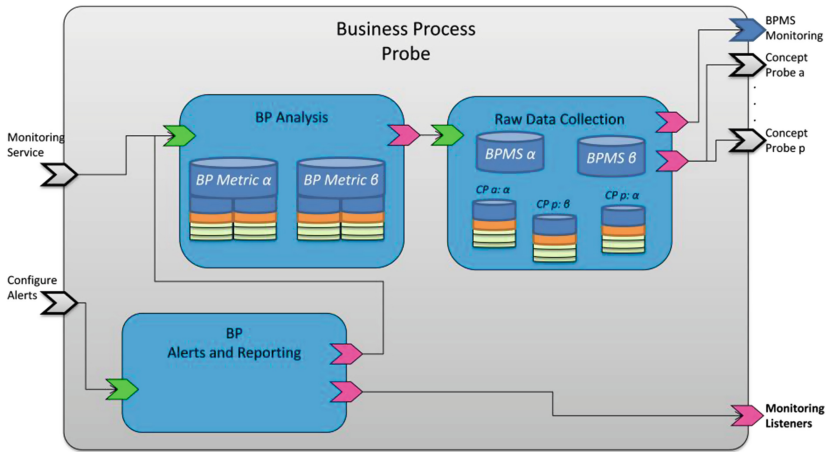 Business Process
Probe
BPMS
Monitoring
Concept
Probe a
.
.
.
Concept
Probe p
Monitoring
Service
BP Analysis
BP Metric α
BP Metric β
Raw Data Collection
BPMS α
BPMS β
CP a: α
CP p: β
CP p: α
Configure
Alerts
BP
Alerts and Reporting
Monitoring
Listeners